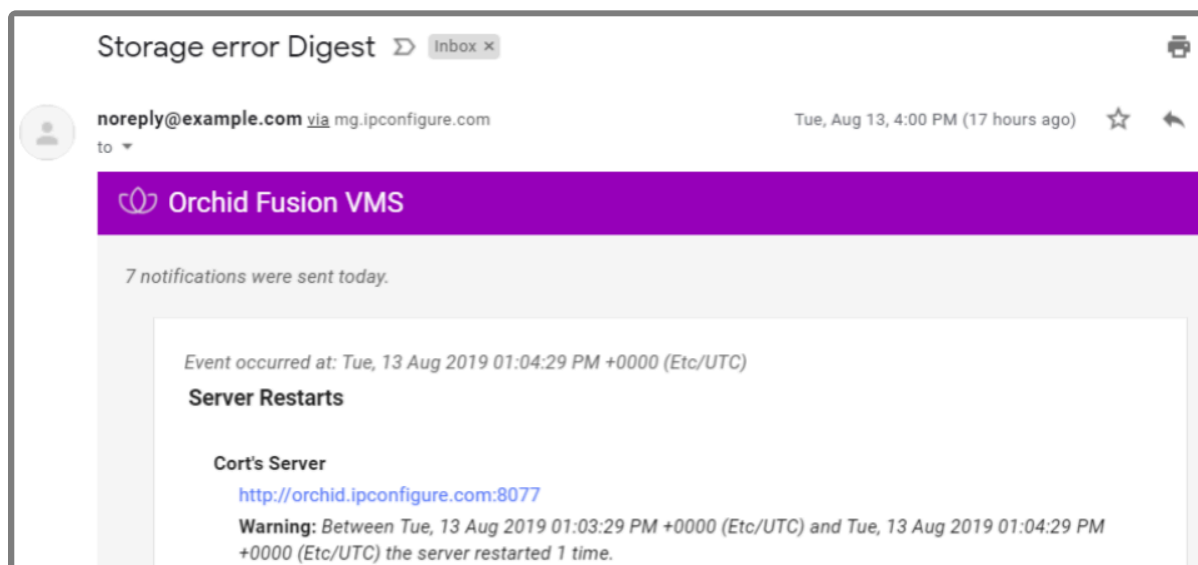 Storage error Digest Inbox ×
noreply@example.com via mg.ipconfigure.com Tue, Aug 13, 4:00 PM (17 hours ago)
to
Orchid Fusion VMS
7 notifications were sent today.
Event occurred at: Tue, 13 Aug 2019 01:04:29 PM +0000 (Etc/UTC)
Server Restarts
Cort's Server
http://orchid.ipconfigure.com:8077
Warning: Between Tue, 13 Aug 2019 01:03:29 PM +0000 (Etc/UTC) and Tue, 13 Aug 2019 01:04:29 PM
+0000 (Etc/UTC) the server restarted 1 time.